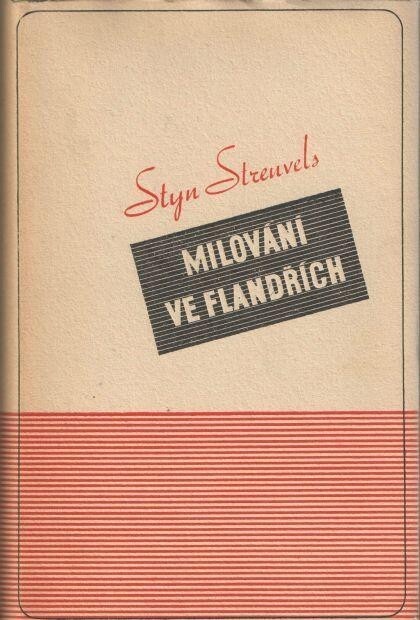 Styn Streuvels
MILOVÁNÍ
VE FLANDŘÍCH